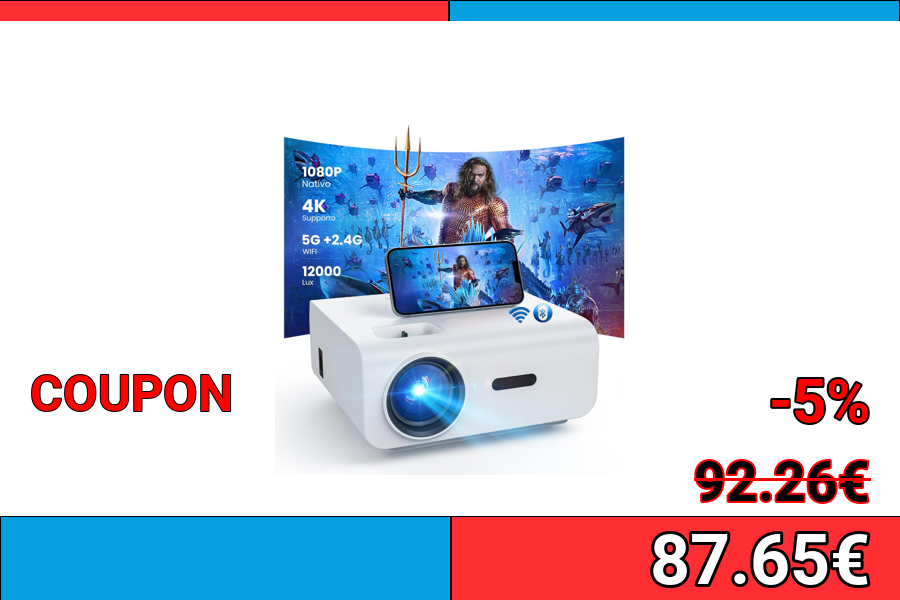 1080P
Nativo
4K
Supporto
5G +2.4G
WIFI
12000
Lux
COUPON
-5%
92.26€
87.65€